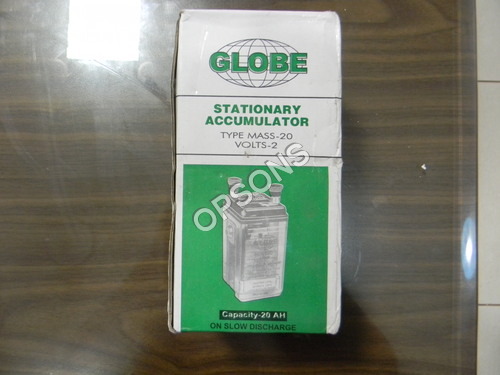 GLOBE
STATIONARY
ACCUMULATOR
TYPE MASS-20
VOLTS-2
OPSONS
Capacity-20 AH
ON SLOW DISCHARGE